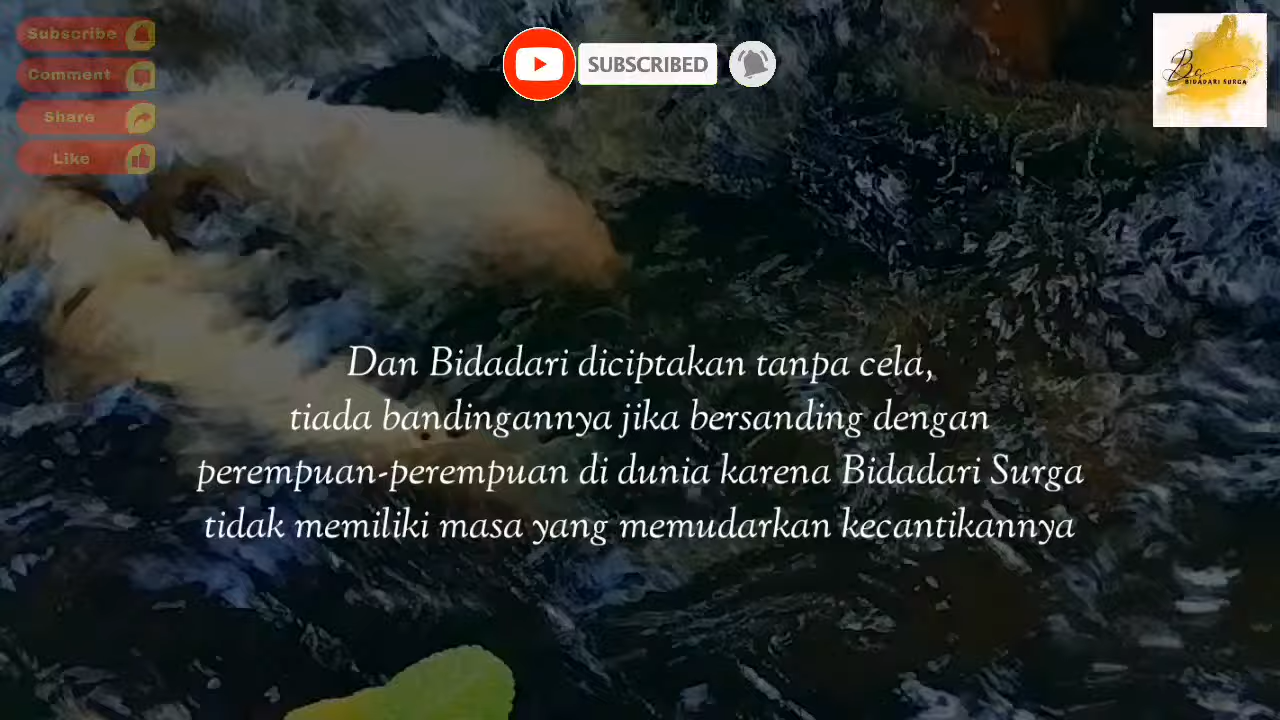 Subscribe
Comment
Share
Like
SUBSCRIBED
Bs
BIDADARI SURGA
Dan Bidadari diciptakan tanpa cela,
tiada bandingannya jika bersanding dengan
perempuan-perempuan di dunia karena Bidadari Surga
tidak memiliki masa yang memudarkan kecantikannya